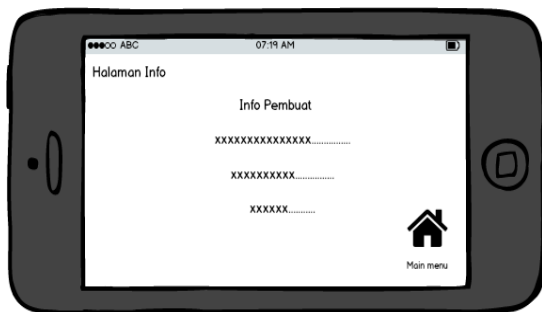 ABC 07:19 AM
Halaman Info
Info Pembuat
xxxxxxxxxxxxxxx...............
xxxxxxxxxx...............
xxxxxx..........
Main menu